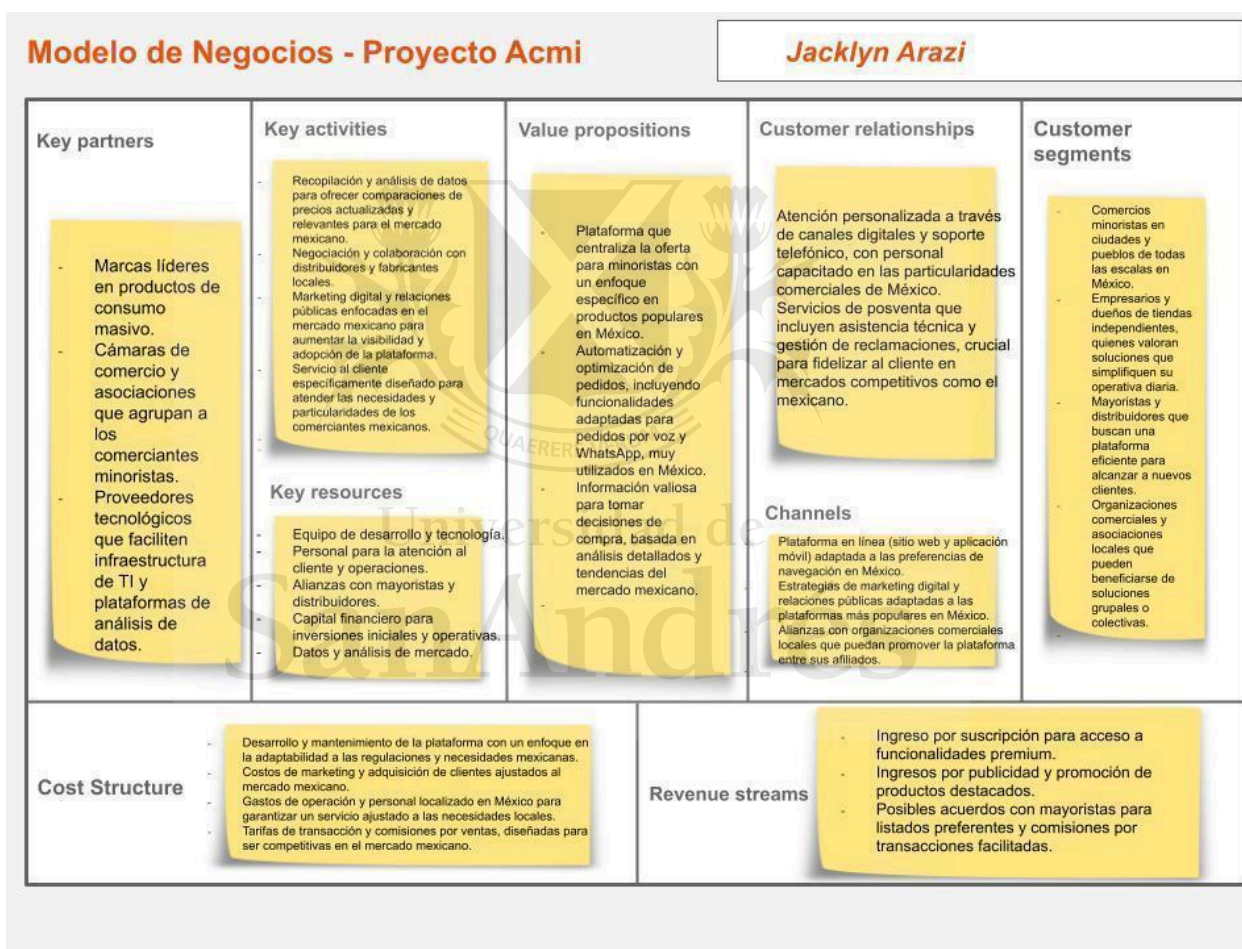 Modelo de Negocios - Proyecto Acmi
Jacklyn Arazi
Key partners
- Marcas líderes
en productos de
consumo
masivo.
- Cámaras de
comercio y
asociaciones
que agrupan a
los
comerciantes
minoristas.
- Proveedores
tecnológicos
que faciliten
infraestructura
de TI y
plataformas de
análisis de
datos.
Key activities
- Recopilación y análisis de datos
para ofrecer comparaciones de
precios actualizadas y
relevantes para el mercado
mexicano.
- Negociación y colaboración con
distribuidores y fabricantes
locales.
- Marketing digital y relaciones
públicas enfocadas en el
mercado mexicano para
aumentar la visibilidad y
adopción de la plataforma.
- Servicio al cliente
específicamente diseñado para
atender las necesidades y
particularidades de los
comerciantes mexicanos.
-
-
Key resources
- Equipo de desarrollo y tecnología.
- Personal para la atención al
cliente y operaciones.
- Alianzas con mayoristas y
distribuidores.
- Capital financiero para
inversiones iniciales y operativas.
- Datos y análisis de mercado.
Value propositions
- Plataforma que
centraliza la oferta
para minoristas con
un enfoque
específico en
productos populares
en México.
- Automatización y
optimización de
pedidos, incluyendo
funcionalidades
adaptadas para
pedidos por voz y
WhatsApp, muy
utilizados en México.
- Información valiosa
para tomar
decisiones de
compra, basada en
análisis detallados y
tendencias del
mercado mexicano.
-
Customer relationships
Atención personalizada a través
de canales digitales y soporte
telefónico, con personal
capacitado en las particularidades
comerciales de México.
Servicios de posventa que
incluyen asistencia técnica y
gestión de reclamaciones, crucial
para fidelizar al cliente en
mercados competitivos como el
mexicano.
Channels
- Plataforma en línea (sitio web y aplicación
móvil) adaptada a las preferencias de
navegación en México.
- Estrategias de marketing digital y
relaciones públicas adaptadas a las
plataformas más populares en México.
- Alianzas con organizaciones comerciales
locales que puedan promover la plataforma
entre sus afiliados.
-
Customer
segments
- Comercios
minoristas en
ciudades y
pueblos de todas
las escalas en
México.
- Empresarios y
dueños de tiendas
independientes,
quienes valoran
soluciones que
simplifiquen su
operativa diaria.
- Mayoristas y
distribuidores que
buscan una
plataforma
eficiente para
alcanzar a nuevos
clientes.
- Organizaciones
comerciales y
asociaciones
locales que
pueden
beneficiarse de
soluciones
grupales o
colectivas.
-
Cost Structure
- Desarrollo y mantenimiento de la plataforma con un enfoque en
la adaptabilidad a las regulaciones y necesidades mexicanas.
- Costos de marketing y adquisición de clientes ajustados al
mercado mexicano.
- Gastos de operación y personal localizado en México para
garantizar un servicio ajustado a las necesidades locales.
- Tarifas de transacción y comisiones por ventas, diseñadas para
ser competitivas en el mercado mexicano.
Revenue streams
- Ingreso por suscripción para acceso a
funcionalidades premium.
- Ingresos por publicidad y promoción de
productos destacados.
- Posibles acuerdos con mayoristas para
listados preferentes y comisiones por
transacciones facilitadas.
Universidad de
SanAndrés